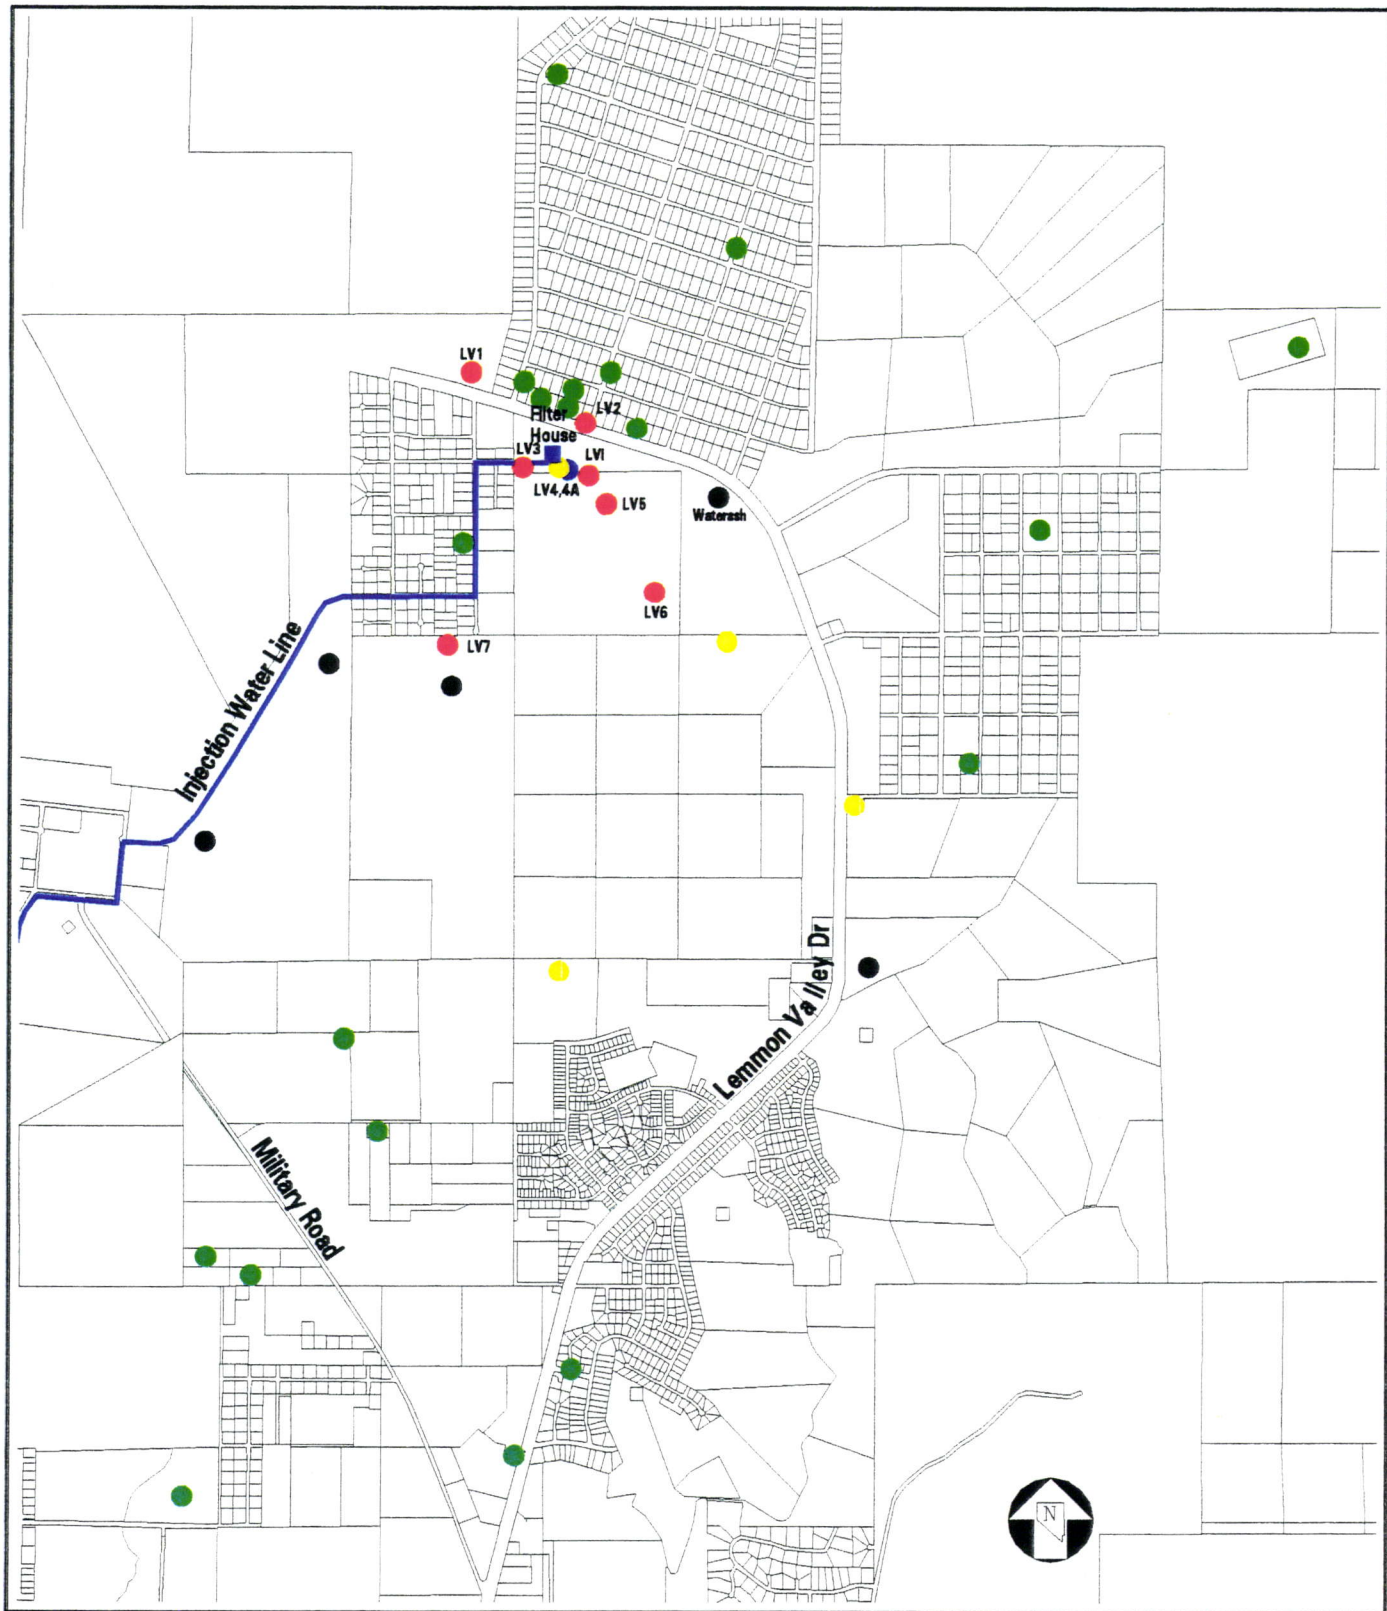 LV1
LV2
Filter
House
LV3
LVI
LV4,4A
LV5
Waterash
LV6
LV7
Injection Water Line
Lemmon Valley Dr
Military Road
N